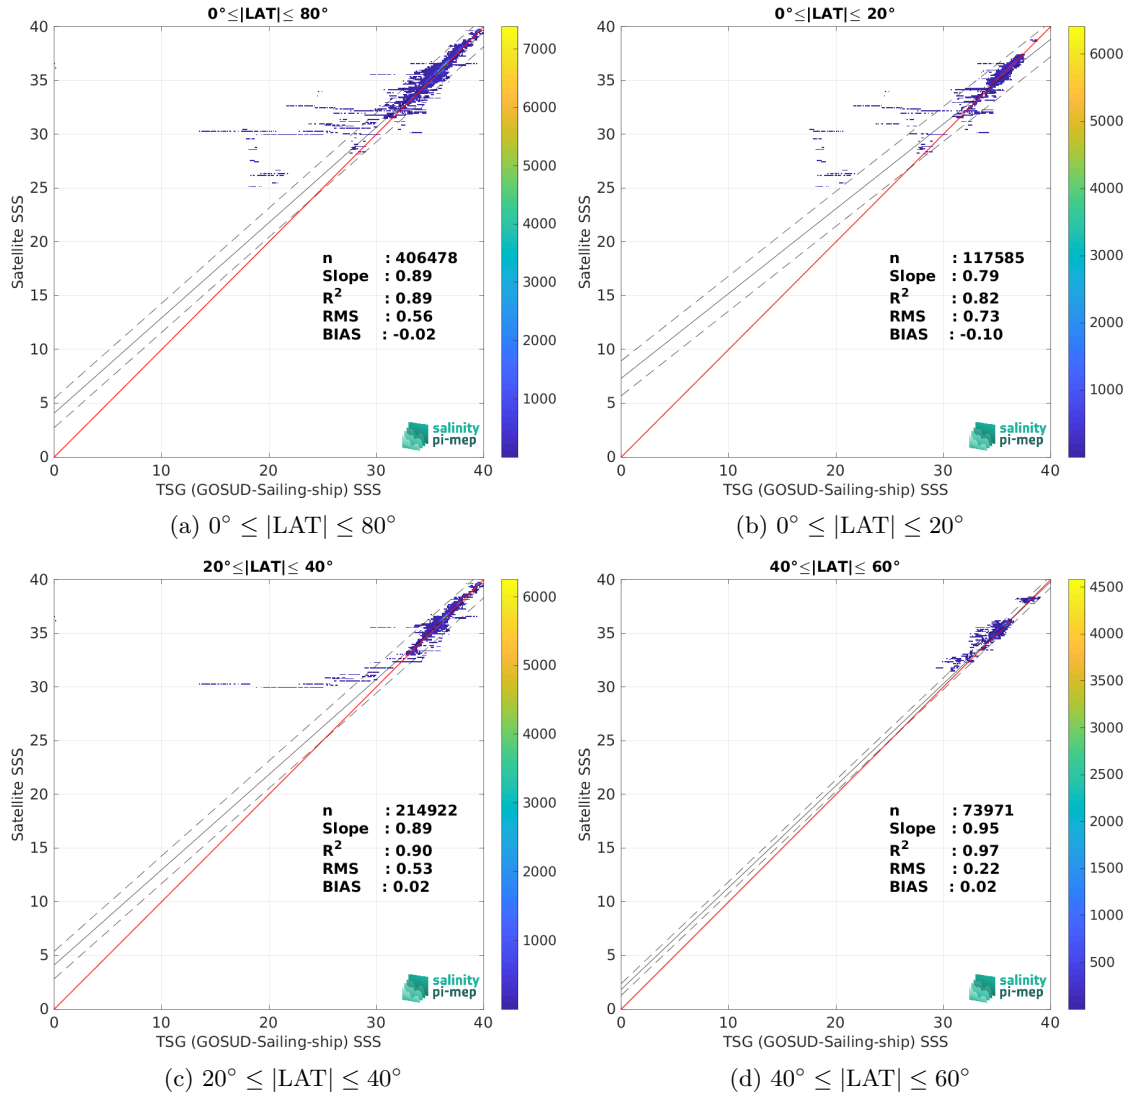 0°≤|LAT|≤ 80°
Satellite SSS
40
35
30
25
20
15
10
5
0
0 10 20 30 40
7000
6000
5000
4000
3000
2000
1000
n : 406478
Slope : 0.89
R² : 0.89
RMS : 0.56
BIAS : -0.02
salinity
pi-mep
TSG (GOSUD-Sailing-ship) SSS
(a) 0° ≤ |LAT| ≤ 80°
0°≤|LAT|≤ 20°
Satellite SSS
40
35
30
25
20
15
10
5
0
0 10 20 30 40
6000
5000
4000
3000
2000
1000
n : 117585
Slope : 0.79
R² : 0.82
RMS : 0.73
BIAS : -0.10
salinity
pi-mep
TSG (GOSUD-Sailing-ship) SSS
(b) 0° ≤ |LAT| ≤ 20°
20°≤|LAT|≤ 40°
Satellite SSS
40
35
30
25
20
15
10
5
0
0 10 20 30 40
6000
5000
4000
3000
2000
1000
n : 214922
Slope : 0.89
R² : 0.90
RMS : 0.53
BIAS : 0.02
salinity
pi-mep
TSG (GOSUD-Sailing-ship) SSS
(c) 20° ≤ |LAT| ≤ 40°
40°≤|LAT|≤ 60°
Satellite SSS
40
35
30
25
20
15
10
5
0
0 10 20 30 40
4500
4000
3500
3000
2500
2000
1500
1000
500
n : 73971
Slope : 0.95
R² : 0.97
RMS : 0.22
BIAS : 0.02
salinity
pi-mep
TSG (GOSUD-Sailing-ship) SSS
(d) 40° ≤ |LAT| ≤ 60°